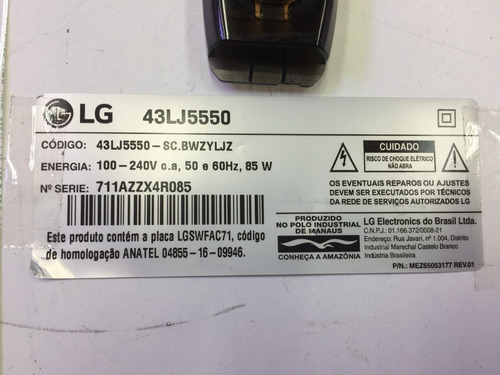 LG 43LJ5550
CÓDIGO: 43LJ5550-SC.BWZYLJZ
ENERGIA: 100-240V c.a, 50 e 60Hz, 85 W
Nº SERIE: 711AZZX4R085
Este produto contém a placa LGSWFAC71, código
de homologação ANATEL 04855-16-09946.
CUIDADO
RISCO DE CHOQUE ELÉTRICO
NÃO ABRA
OS EVENTUAIS REPAROS OU AJUSTES
DEVEM SER EXECUTADOS POR TÉCNICOS
DA REDE DE SERVIÇOS AUTORIZADOS LG
PRODUZIDO
NO POLO INDUSTRIAL
DE MANAUS
CONHEÇA A AMAZÔNIA
LG Electronics do Brasil Ltda.
C.N.P.J.: 01.166.372/0008-21
Endereço: Rua Javari, nº 1.004, Distrito
Industrial Marechal Castelo Branco
Indústria Brasileira
P/N.: MEZ65053177 REV.01